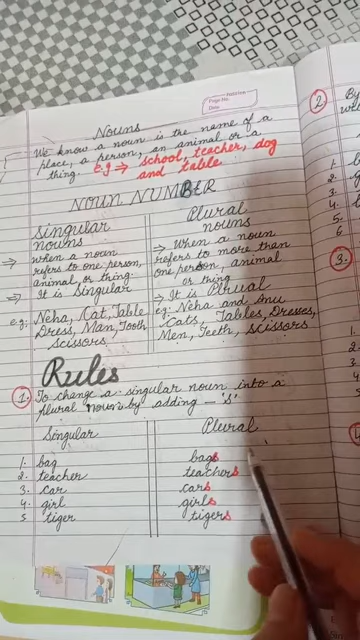 Page No.
Date
Nouns
We know a noun is the name of a
place, a person, an animal or a
thing. e.g ⇒ school, teacher, dog
and table
NOUN NUMBER
Singular
nouns
⇒ When a noun
refers to one person,
animal or thing.
⇒ It is Singular
e.g: Neha, Cat, Table
Dress, Man, Tooth
Scissors
Plural
nouns
⇒ When a noun
refers to more than
one person, animal
or thing
⇒ It is Plrual
e.g: Neha and Anu
Cats, Tables, Dresses,
Men, Teeth, Scissors
Rules
1. To change a singular noun into a
plural noun by adding — 's'
Singular
Plural
1. bag bags
2. teacher teachers
3. car cars
4. girl girls
5 tiger tigers
2 By
3.